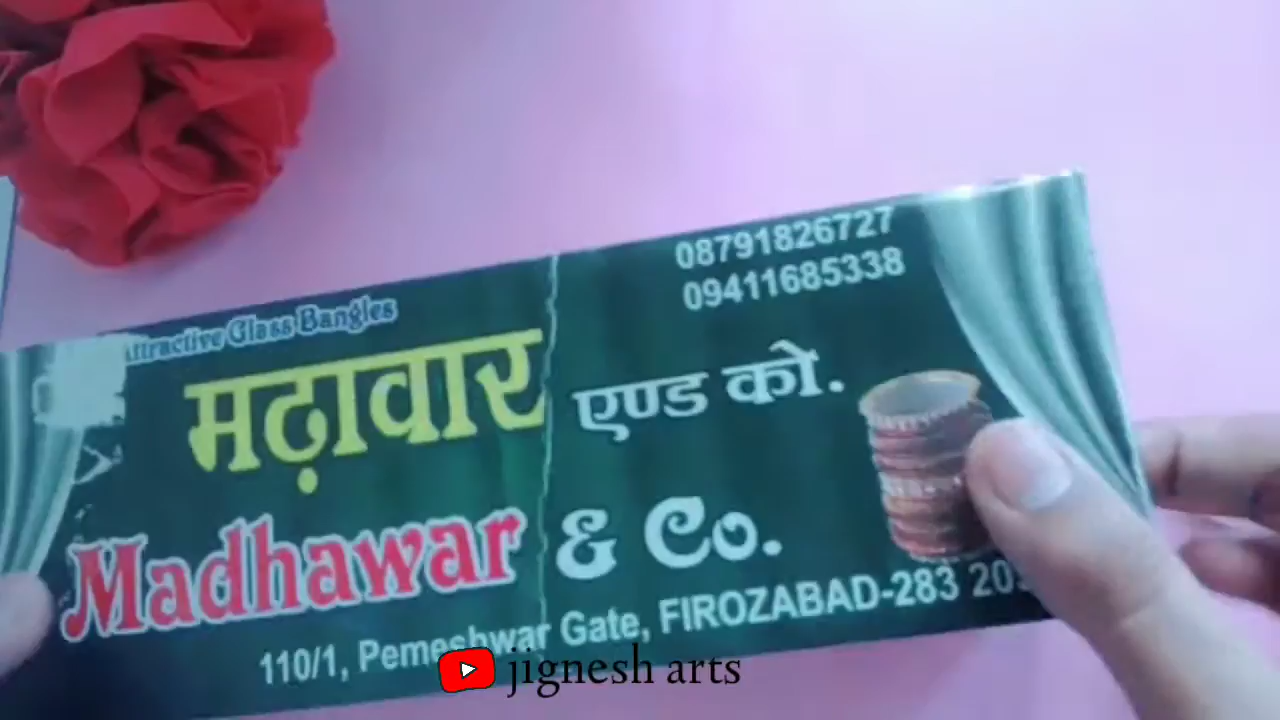 08791826727
09411685338
Attractive Glass Bangles
मढ़ावार एण्ड को.
Madhawar & Co.
110/1, Pemeshwar Gate, FIROZABAD-283
jignesh arts